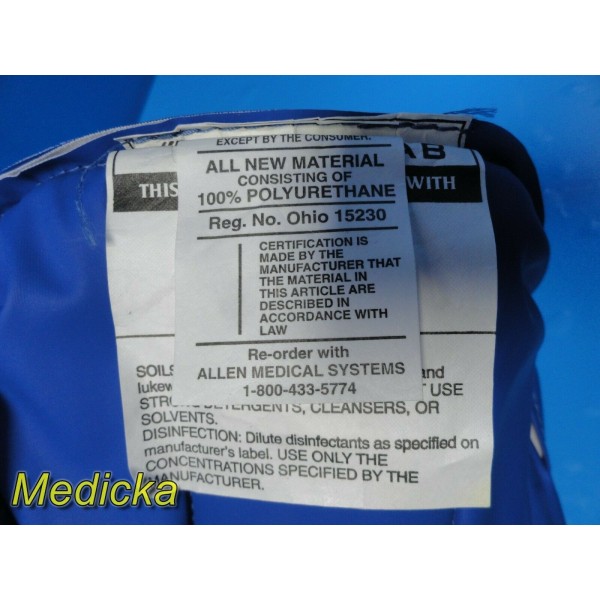 EXCEPT BY THE CONSUMER.
ALL NEW MATERIAL
CONSISTING OF
100% POLYURETHANE
Reg. No. Ohio 15230
CERTIFICATION IS
MADE BY THE
MANUFACTURER THAT
THE MATERIAL IN
THIS ARTICLE ARE
DESCRIBED IN
ACCORDANCE WITH
LAW
Re-order with
ALLEN MEDICAL SYSTEMS
1-800-433-5774
AB
THIS WITH
SOILS and
lukew T USE
STRONG DETERGENTS, CLEANSERS, OR
SOLVENTS.
DISINFECTION: Dilute disinfectants as specified on
manufacturer's label. USE ONLY THE
CONCENTRATIONS SPECIFIED BY THE
MANUFACTURER.
Medicka